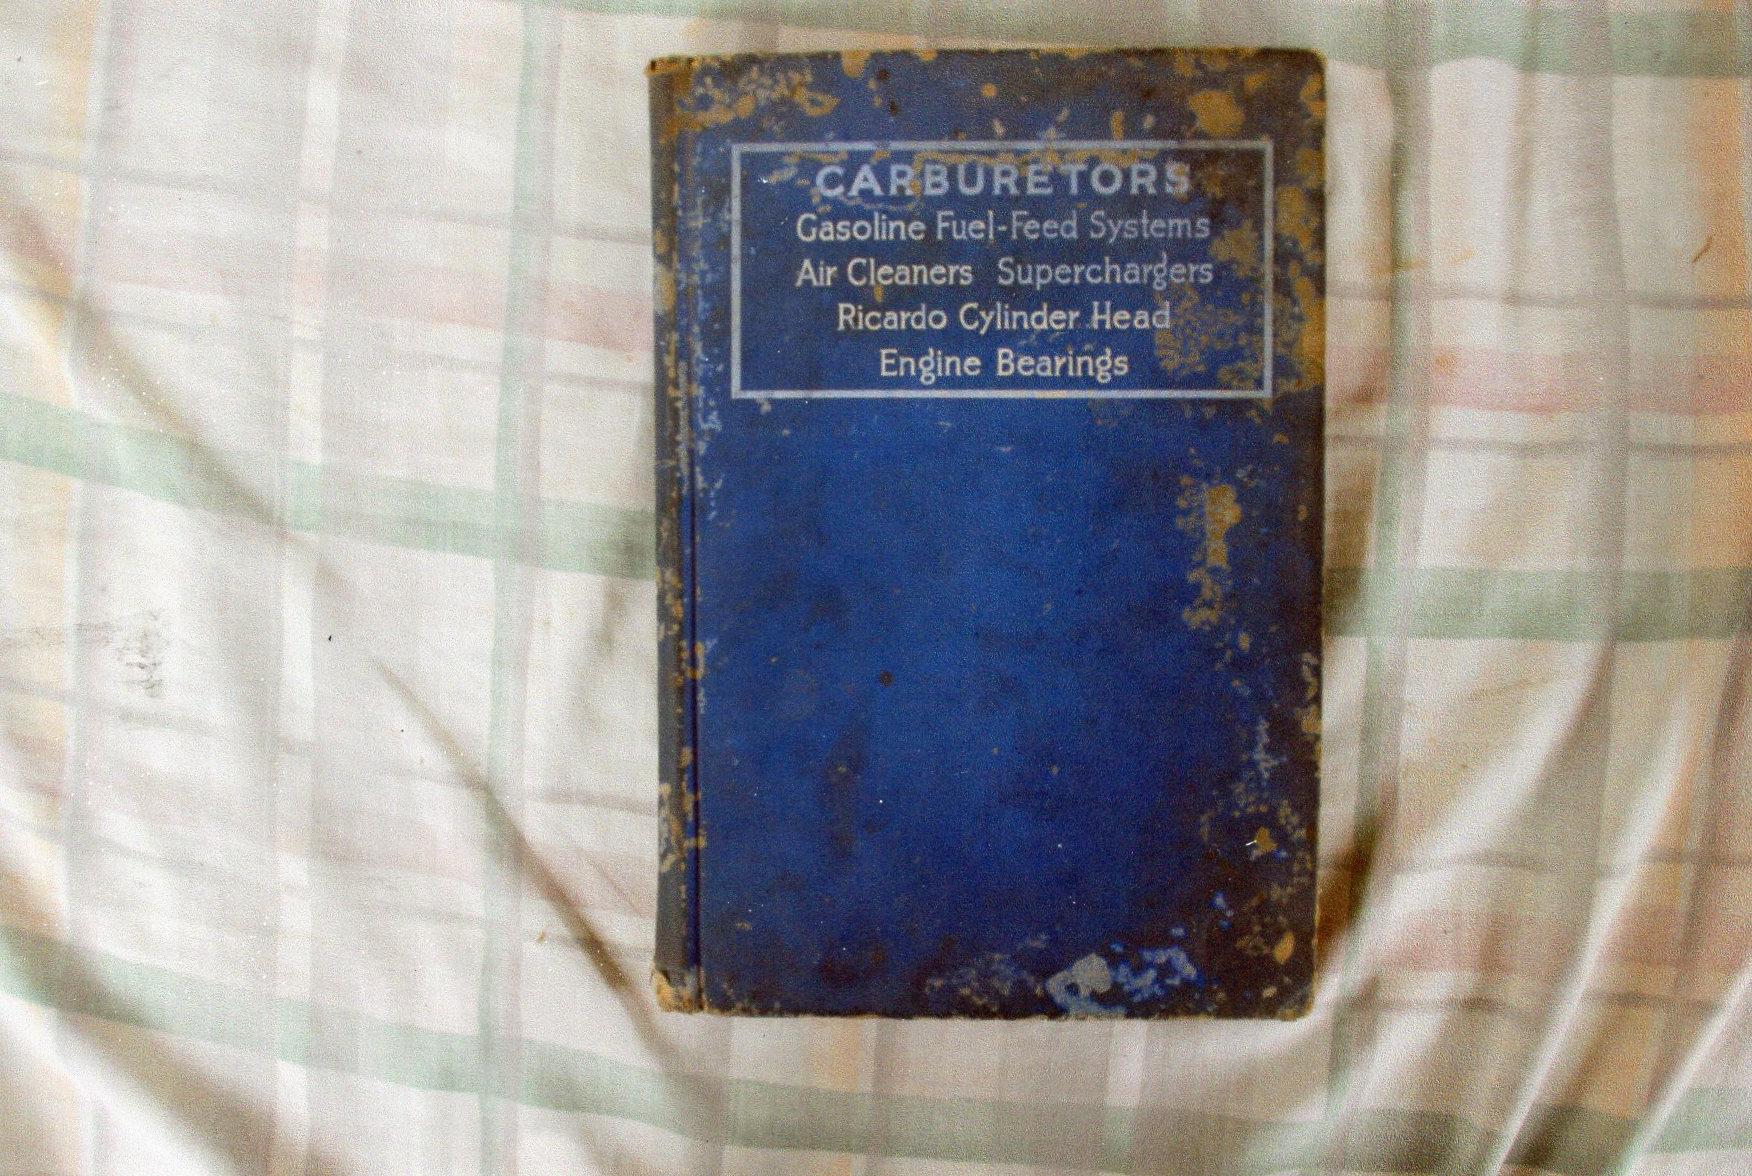 CARBURETORS
Gasoline Fuel-Feed Systems
Air Cleaners Superchargers
Ricardo Cylinder Head
Engine Bearings